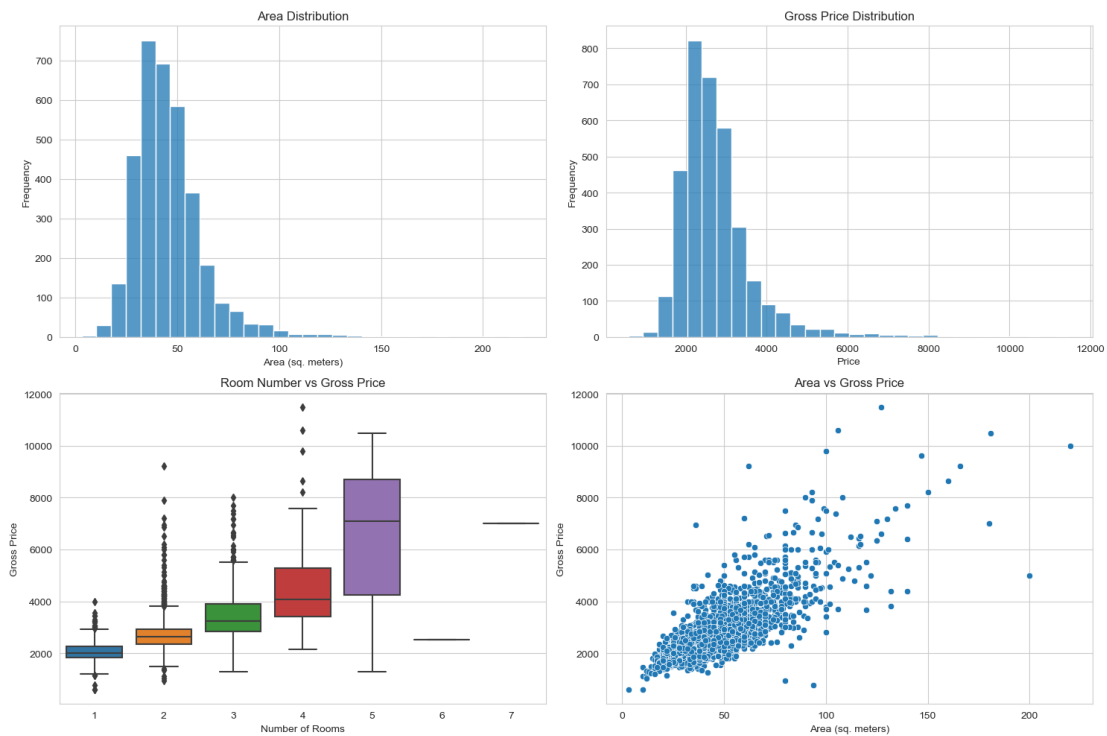 Area Distribution
700
600
500
400
300
200
100
0
Frequency
0 50 100 150 200
Area (sq. meters)
Gross Price Distribution
800
700
600
500
400
300
200
100
0
Frequency
2000 4000 6000 8000 10000 12000
Price
Room Number vs Gross Price
12000
10000
8000
6000
4000
2000
Gross Price
1 2 3 4 5 6 7
Number of Rooms
Area vs Gross Price
12000
10000
8000
6000
4000
2000
Gross Price
0 50 100 150 200
Area (sq. meters)